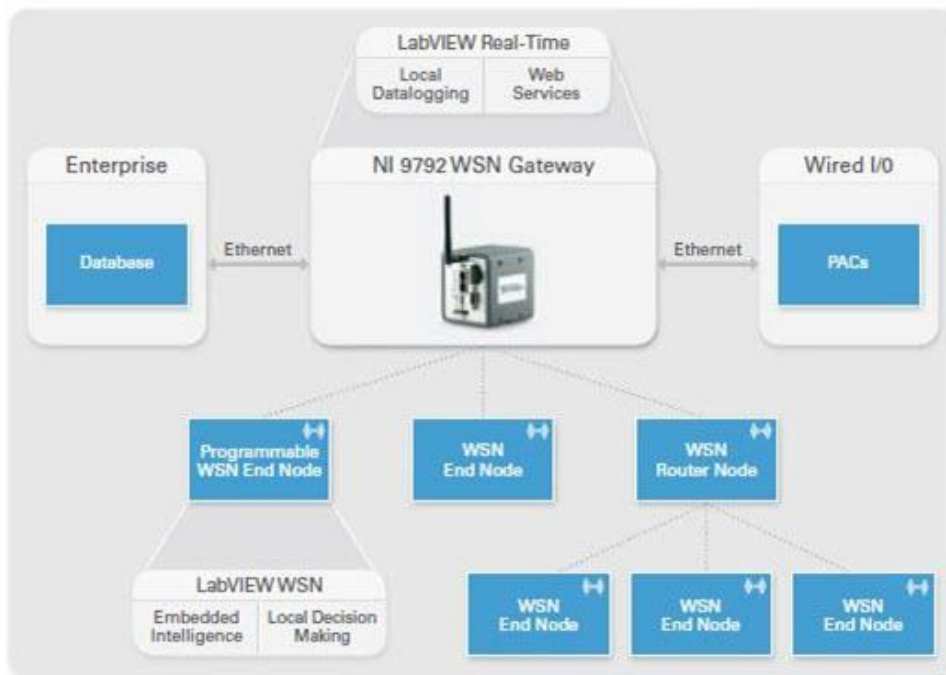 LabVIEW Real-Time
Local
Datalogging
Web
Services
Enterprise
NI 9792 WSN Gateway
Wired I/0
Database
Ethernet
Ethernet
PACs
Programmable
WSN End Node
WSN
End Node
WSN
Router Node
LabVIEW WSN
Embedded
Intelligence
Local Decision
Making
WSN
End Node
WSN
End Node
WSN
End Node